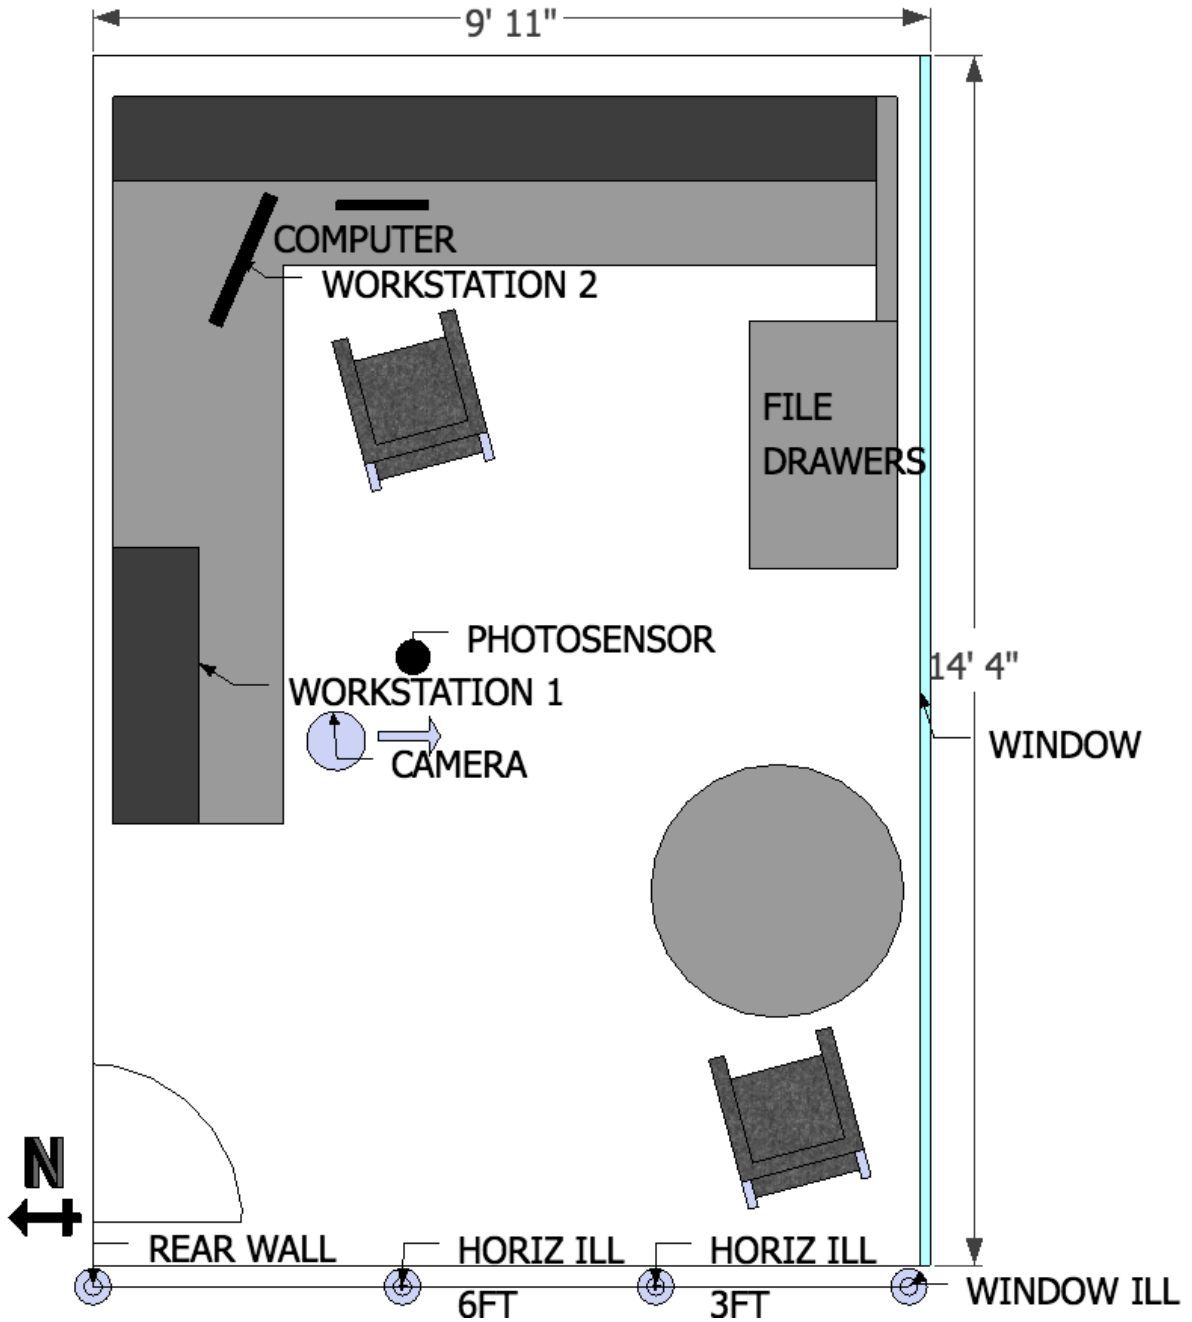 9' 11"
COMPUTER
WORKSTATION 2
FILE
DRAWERS
PHOTOSENSOR
14' 4"
WORKSTATION 1
WINDOW
CAMERA
N
REAR WALL
HORIZ ILL
6FT
HORIZ ILL
3FT
WINDOW ILL